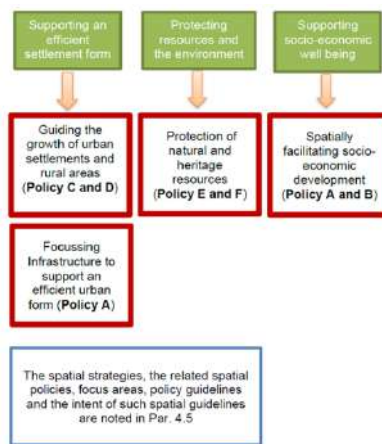 Supporting an
efficient
settlement form
Protecting
resources and
the environment
Supporting
socio-economic
well being
Guiding the
growth of urban
settlements and
rural areas
(Policy C and D)
Protection of
natural and
heritage
resources
(Policy E and F)
Spatially
facilitating socio-
economic
development
(Policy A and B)
Focussing
Infrastructure to
support an
efficient urban
form (Policy A)
The spatial strategies, the related spatial
policies, focus areas, policy guidelines
and the intent of such spatial guidelines
are noted in Par. 4.5